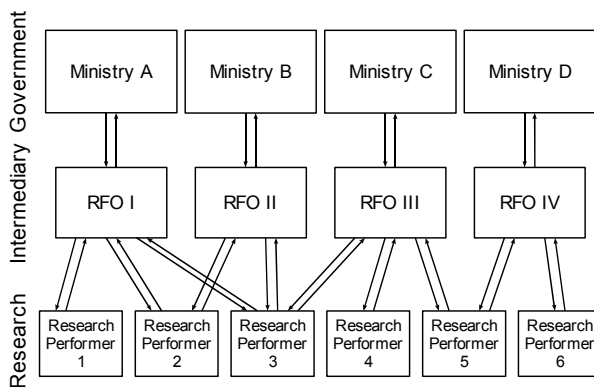 Government
Ministry A
Ministry B
Ministry C
Ministry D
Intermediary
RFO I
RFO II
RFO III
RFO IV
Research
Research
Performer
1
Research
Performer
2
Research
Performer
3
Research
Performer
4
Research
Performer
5
Research
Performer
6